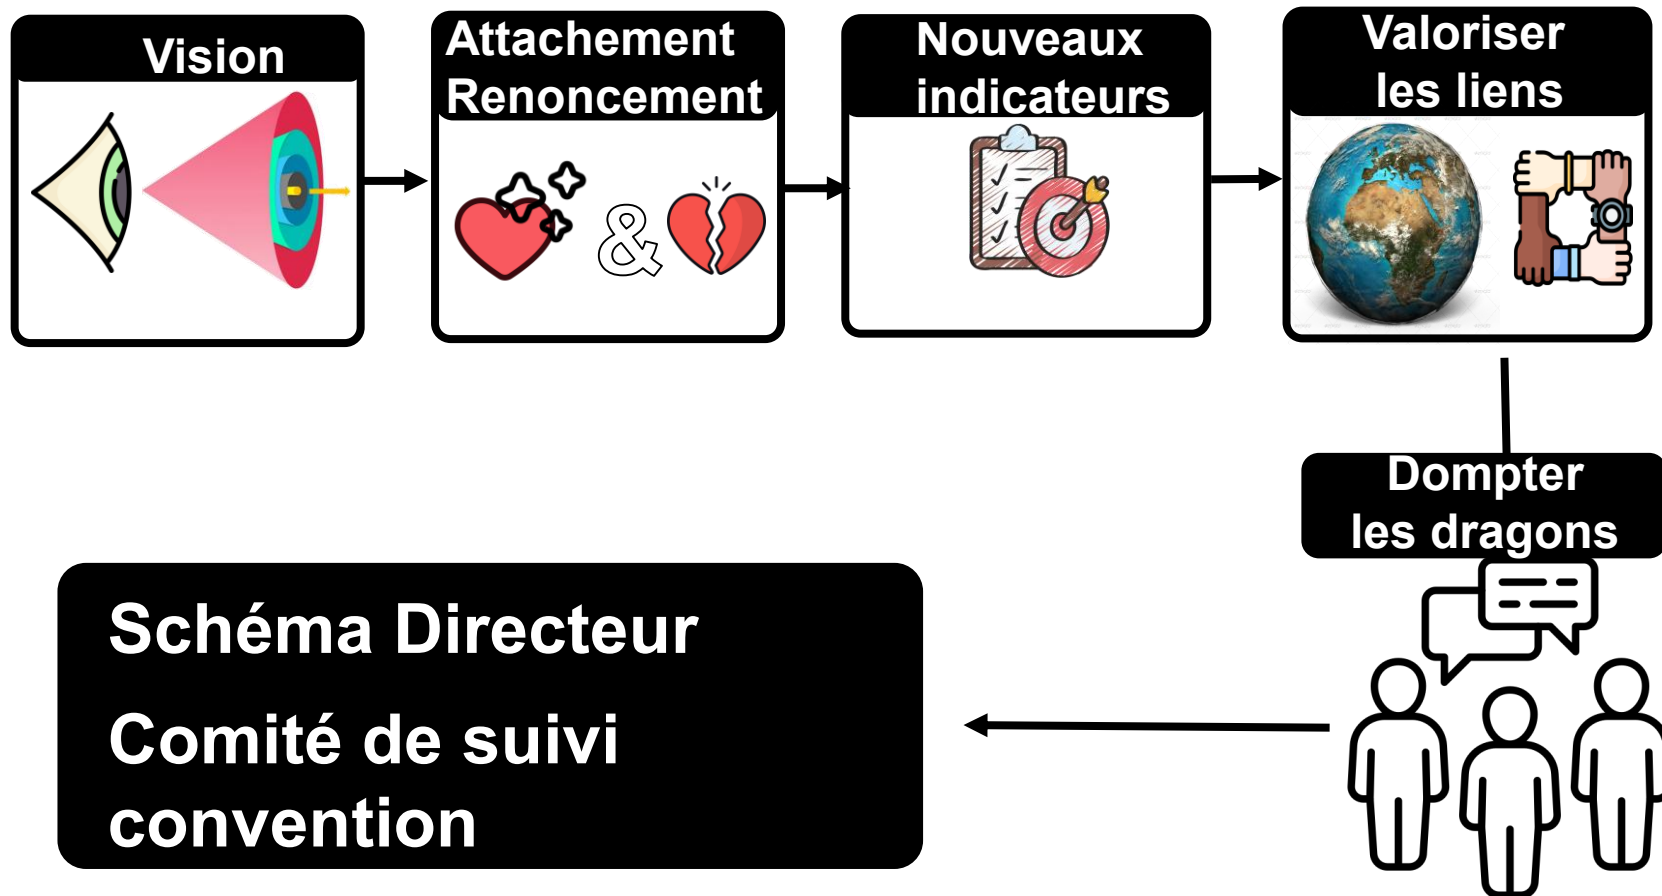 Vision
Attachement
Renoncement
&
Nouveaux
indicateurs
Valoriser
les liens
Dompter
les dragons
Schéma Directeur
Comité de suivi
convention